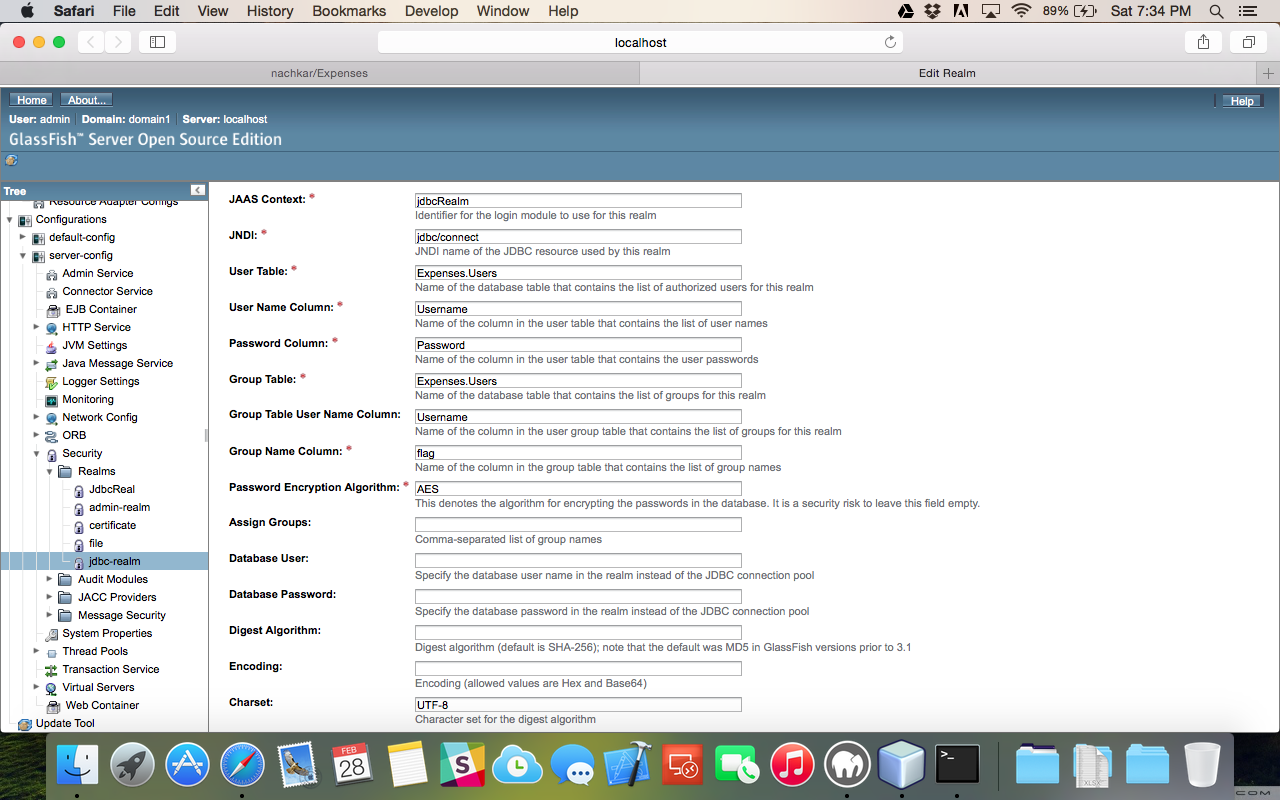 Safari File Edit View History Bookmarks Develop Window Help 89% Sat 7:34 PM
localhost
nachkar/Expenses Edit Realm
Home About... Help
User: admin Domain: domain1 Server: localhost
GlassFish™ Server Open Source Edition
Tree
Resource Adapter Configs
Configurations
default-config
server-config
Admin Service
Connector Service
EJB Container
HTTP Service
JVM Settings
Java Message Service
Logger Settings
Monitoring
Network Config
ORB
Security
Realms
JdbcReal
admin-realm
certificate
file
jdbc-realm
Audit Modules
JACC Providers
Message Security
System Properties
Thread Pools
Transaction Service
Virtual Servers
Web Container
Update Tool
JAAS Context: * jdbcRealm
Identifier for the login module to use for this realm
JNDI: * jdbc/connect
JNDI name of the JDBC resource used by this realm
User Table: * Expenses.Users
Name of the database table that contains the list of authorized users for this realm
User Name Column: * Username
Name of the column in the user table that contains the list of user names
Password Column: * Password
Name of the column in the user table that contains the user passwords
Group Table: * Expenses.Users
Name of the database table that contains the list of groups for this realm
Group Table User Name Column: Username
Name of the column in the user group table that contains the list of groups for this realm
Group Name Column: * flag
Name of the column in the group table that contains the list of group names
Password Encryption Algorithm: * AES
This denotes the algorithm for encrypting the passwords in the database. It is a security risk to leave this field empty.
Assign Groups:
Comma-separated list of group names
Database User:
Specify the database user name in the realm instead of the JDBC connection pool
Database Password:
Specify the database password in the realm instead of the JDBC connection pool
Digest Algorithm:
Digest algorithm (default is SHA-256); note that the default was MD5 in GlassFish versions prior to 3.1
Encoding:
Encoding (allowed values are Hex and Base64)
Charset: UTF-8
Character set for the digest algorithm
FEB
28
S
>_
XLSX
COM